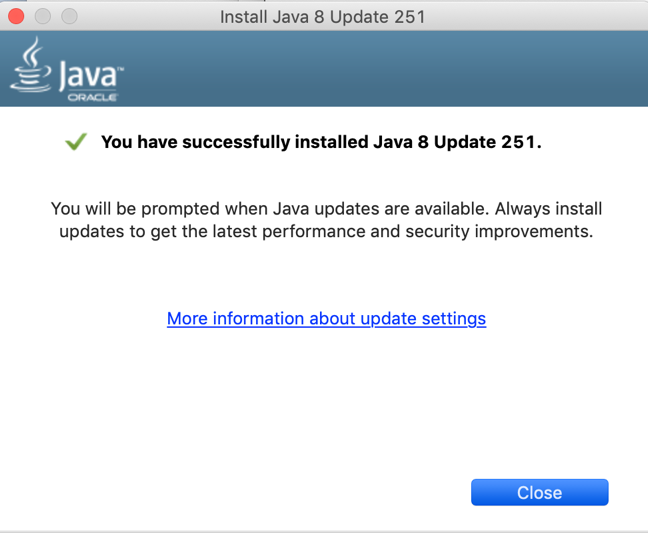 Install Java 8 Update 251
Java™
ORACLE
You have successfully installed Java 8 Update 251.
You will be prompted when Java updates are available. Always install
updates to get the latest performance and security improvements.
More information about update settings
Close